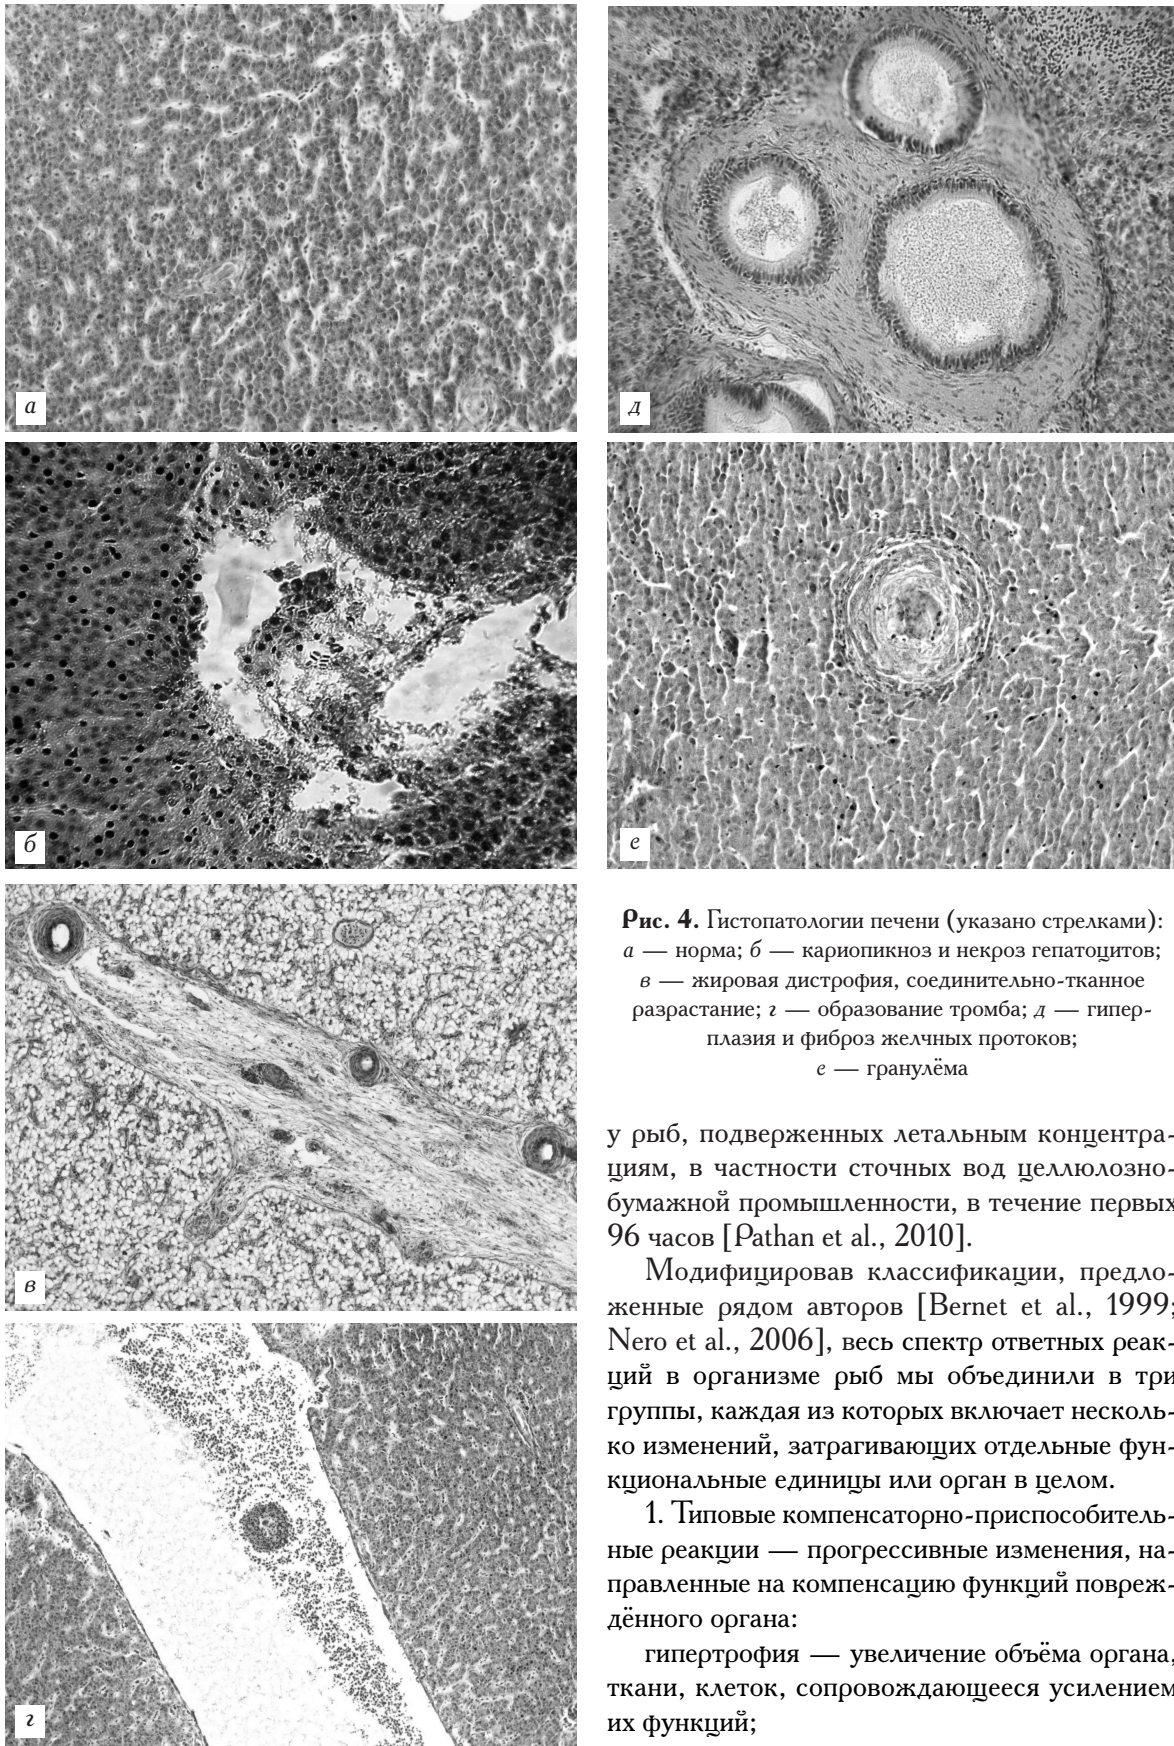 а
б
в
г
д
е
Рис. 4. Гистопатологии печени (указано стрелками):
а — норма; б — кариопикноз и некроз гепатоцитов;
в — жировая дистрофия, соединительно-тканное
разрастание; г — образование тромба; д — гипер-
плазия и фиброз желчных протоков;
е — гранулёма
у рыб, подверженных летальным концентра-
циям, в частности сточных вод целлюлозно-
бумажной промышленности, в течение первых
96 часов [Pathan et al., 2010].
Модифицировав классификации, предло-
женные рядом авторов [Bernet et al., 1999;
Nero et al., 2006], весь спектр ответных реак-
ций в организме рыб мы объединили в три
группы, каждая из которых включает несколь-
ко изменений, затрагивающих отдельные фун-
кциональные единицы или орган в целом.
1. Типовые компенсаторно-приспособитель-
ные реакции — прогрессивные изменения, на-
правленные на компенсацию функций повреж-
дённого органа:
гипертрофия — увеличение объёма органа,
ткани, клеток, сопровождающееся усилением
их функций;